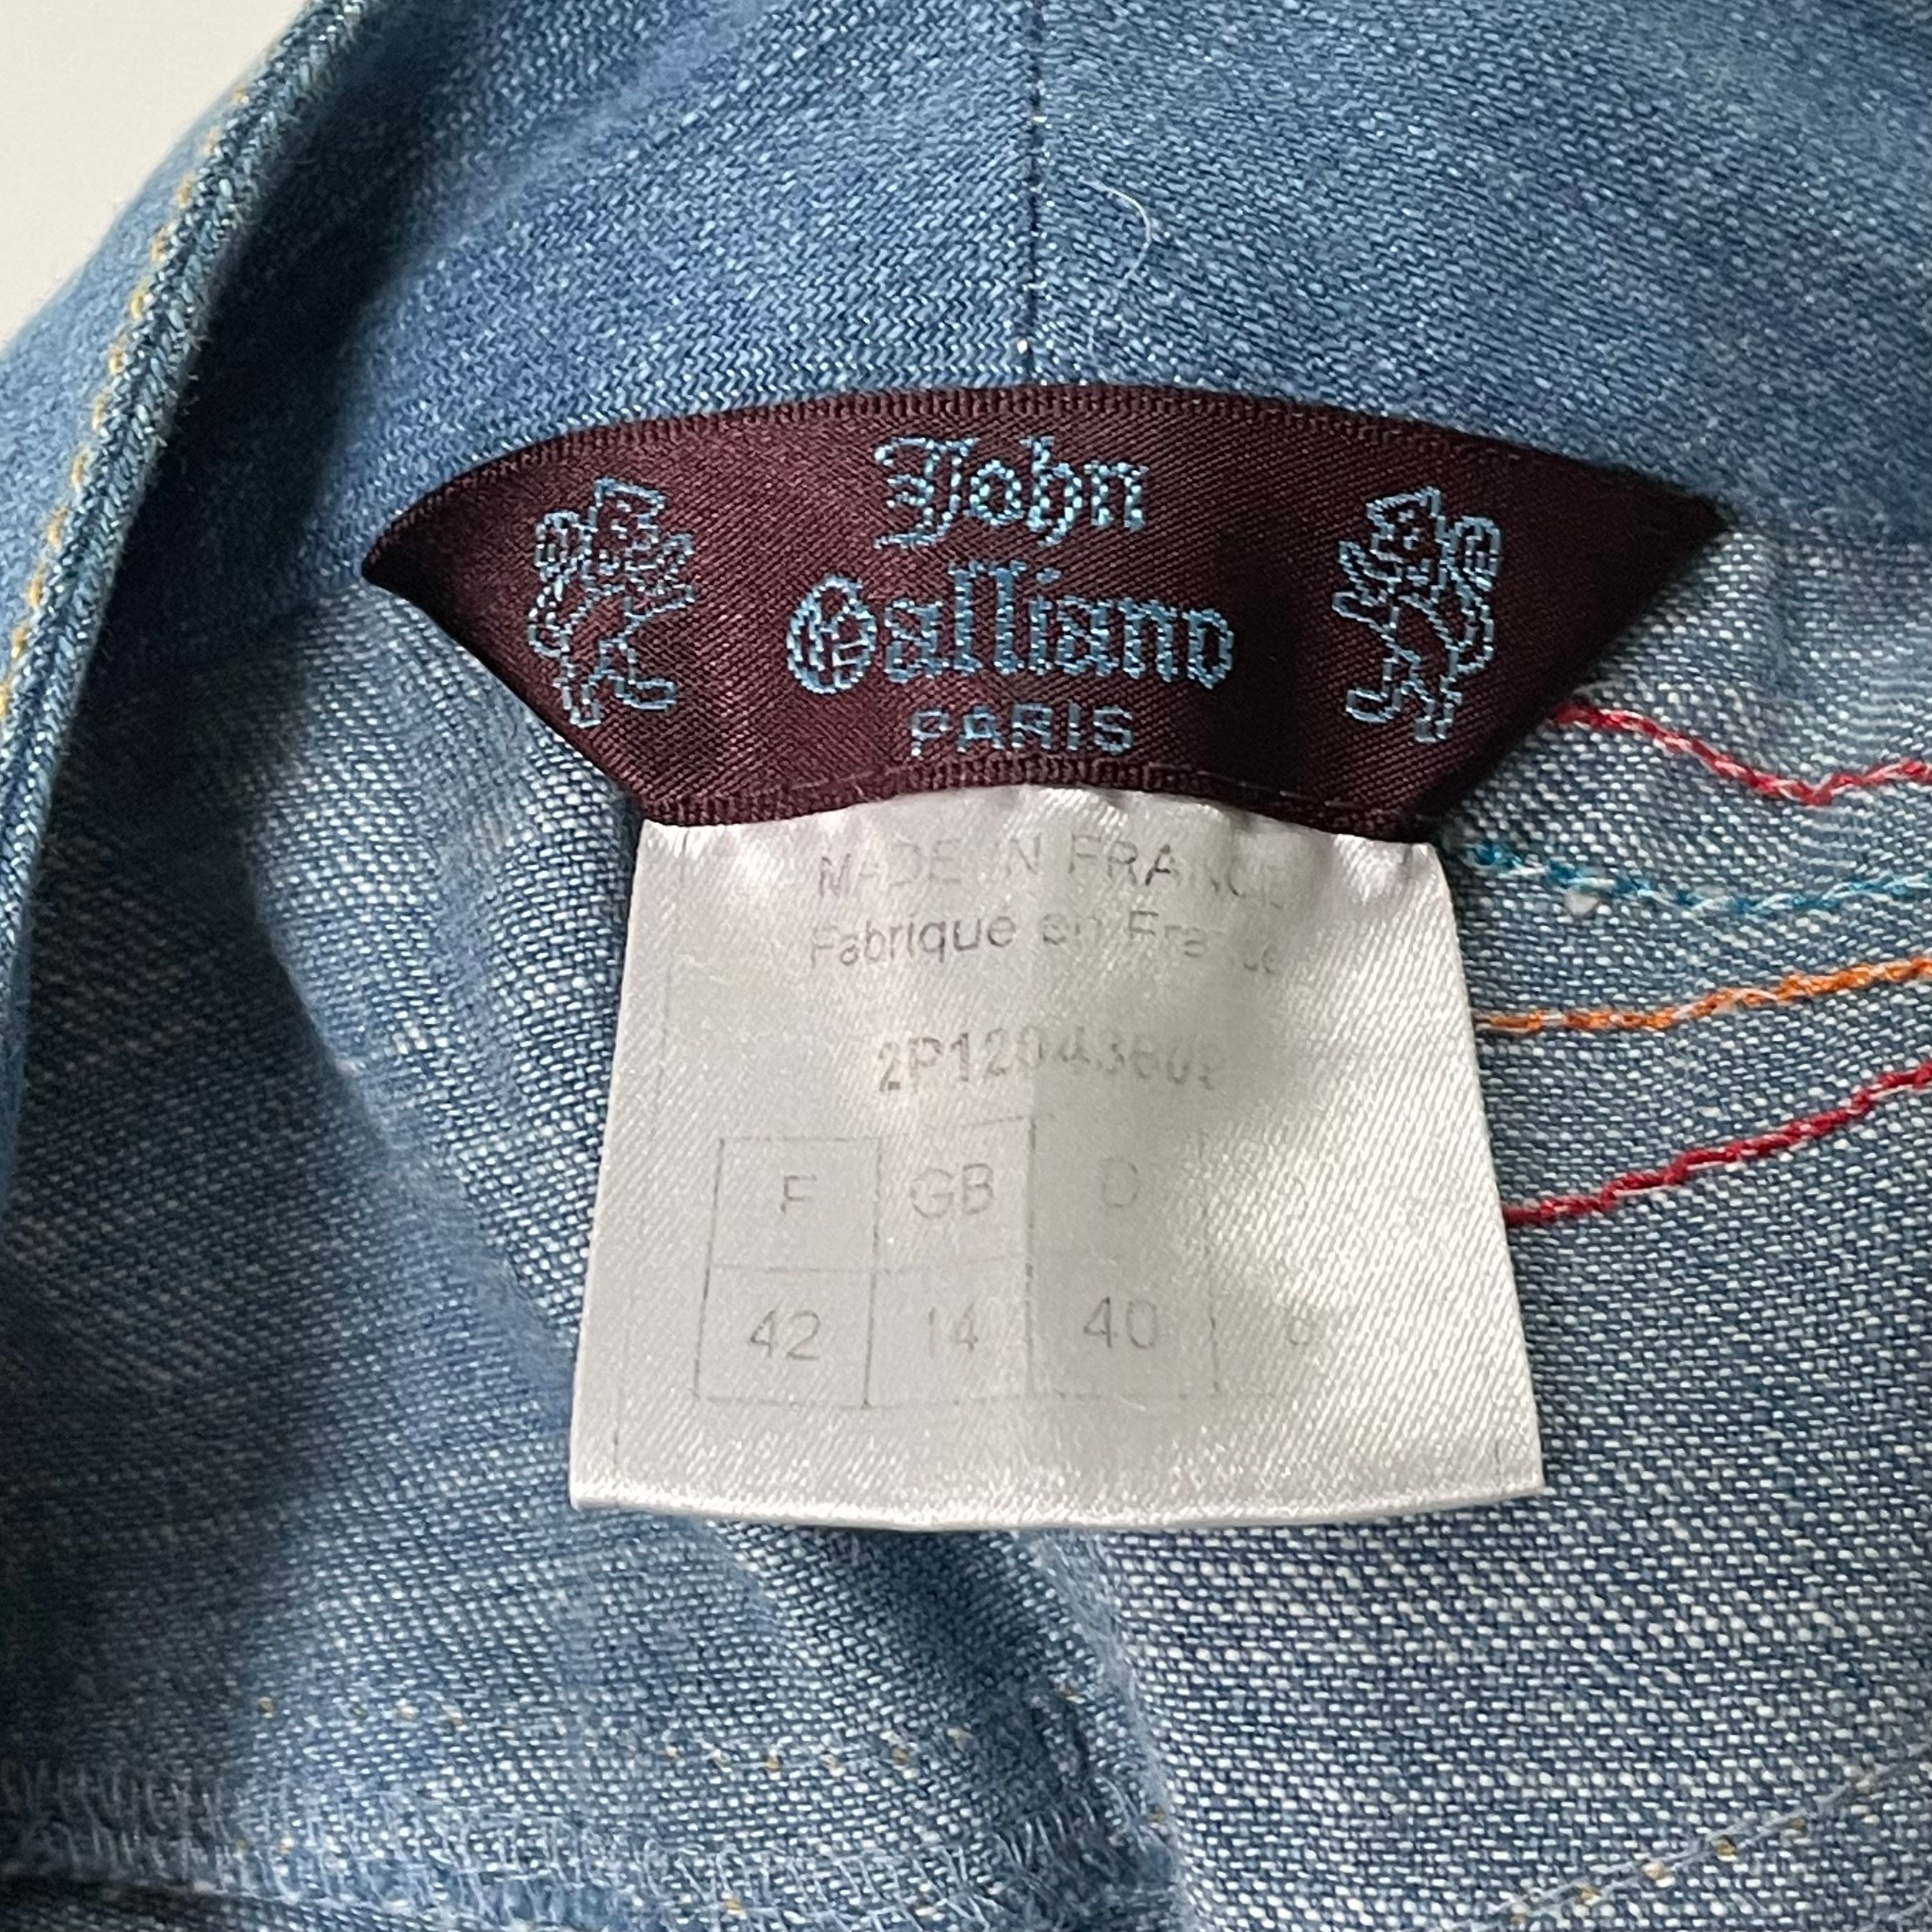 John
Galliano
PARIS
MADE IN FRANCE
Fabrique en France
F GB D
42 14 40